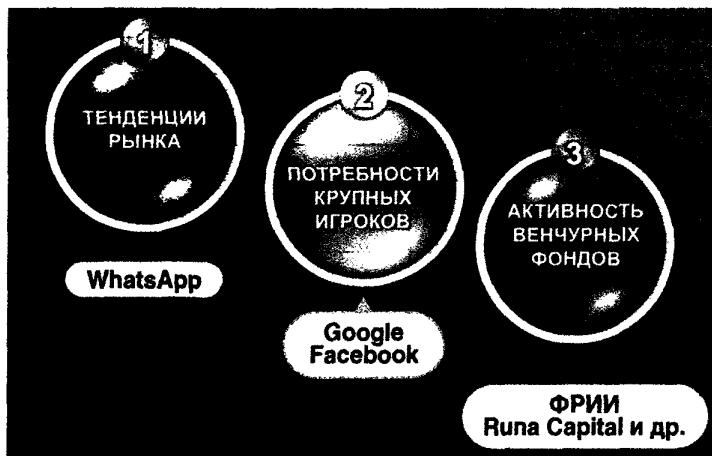 1
ТЕНДЕНЦИИ
РЫНКА
WhatsApp
2
ПОТРЕБНОСТИ
КРУПНЫХ
ИГРОКОВ
Google
Facebook
3
АКТИВНОСТЬ
ВЕНЧУРНЫХ
ФОНДОВ
ФРИИ
Runa Capital и др.